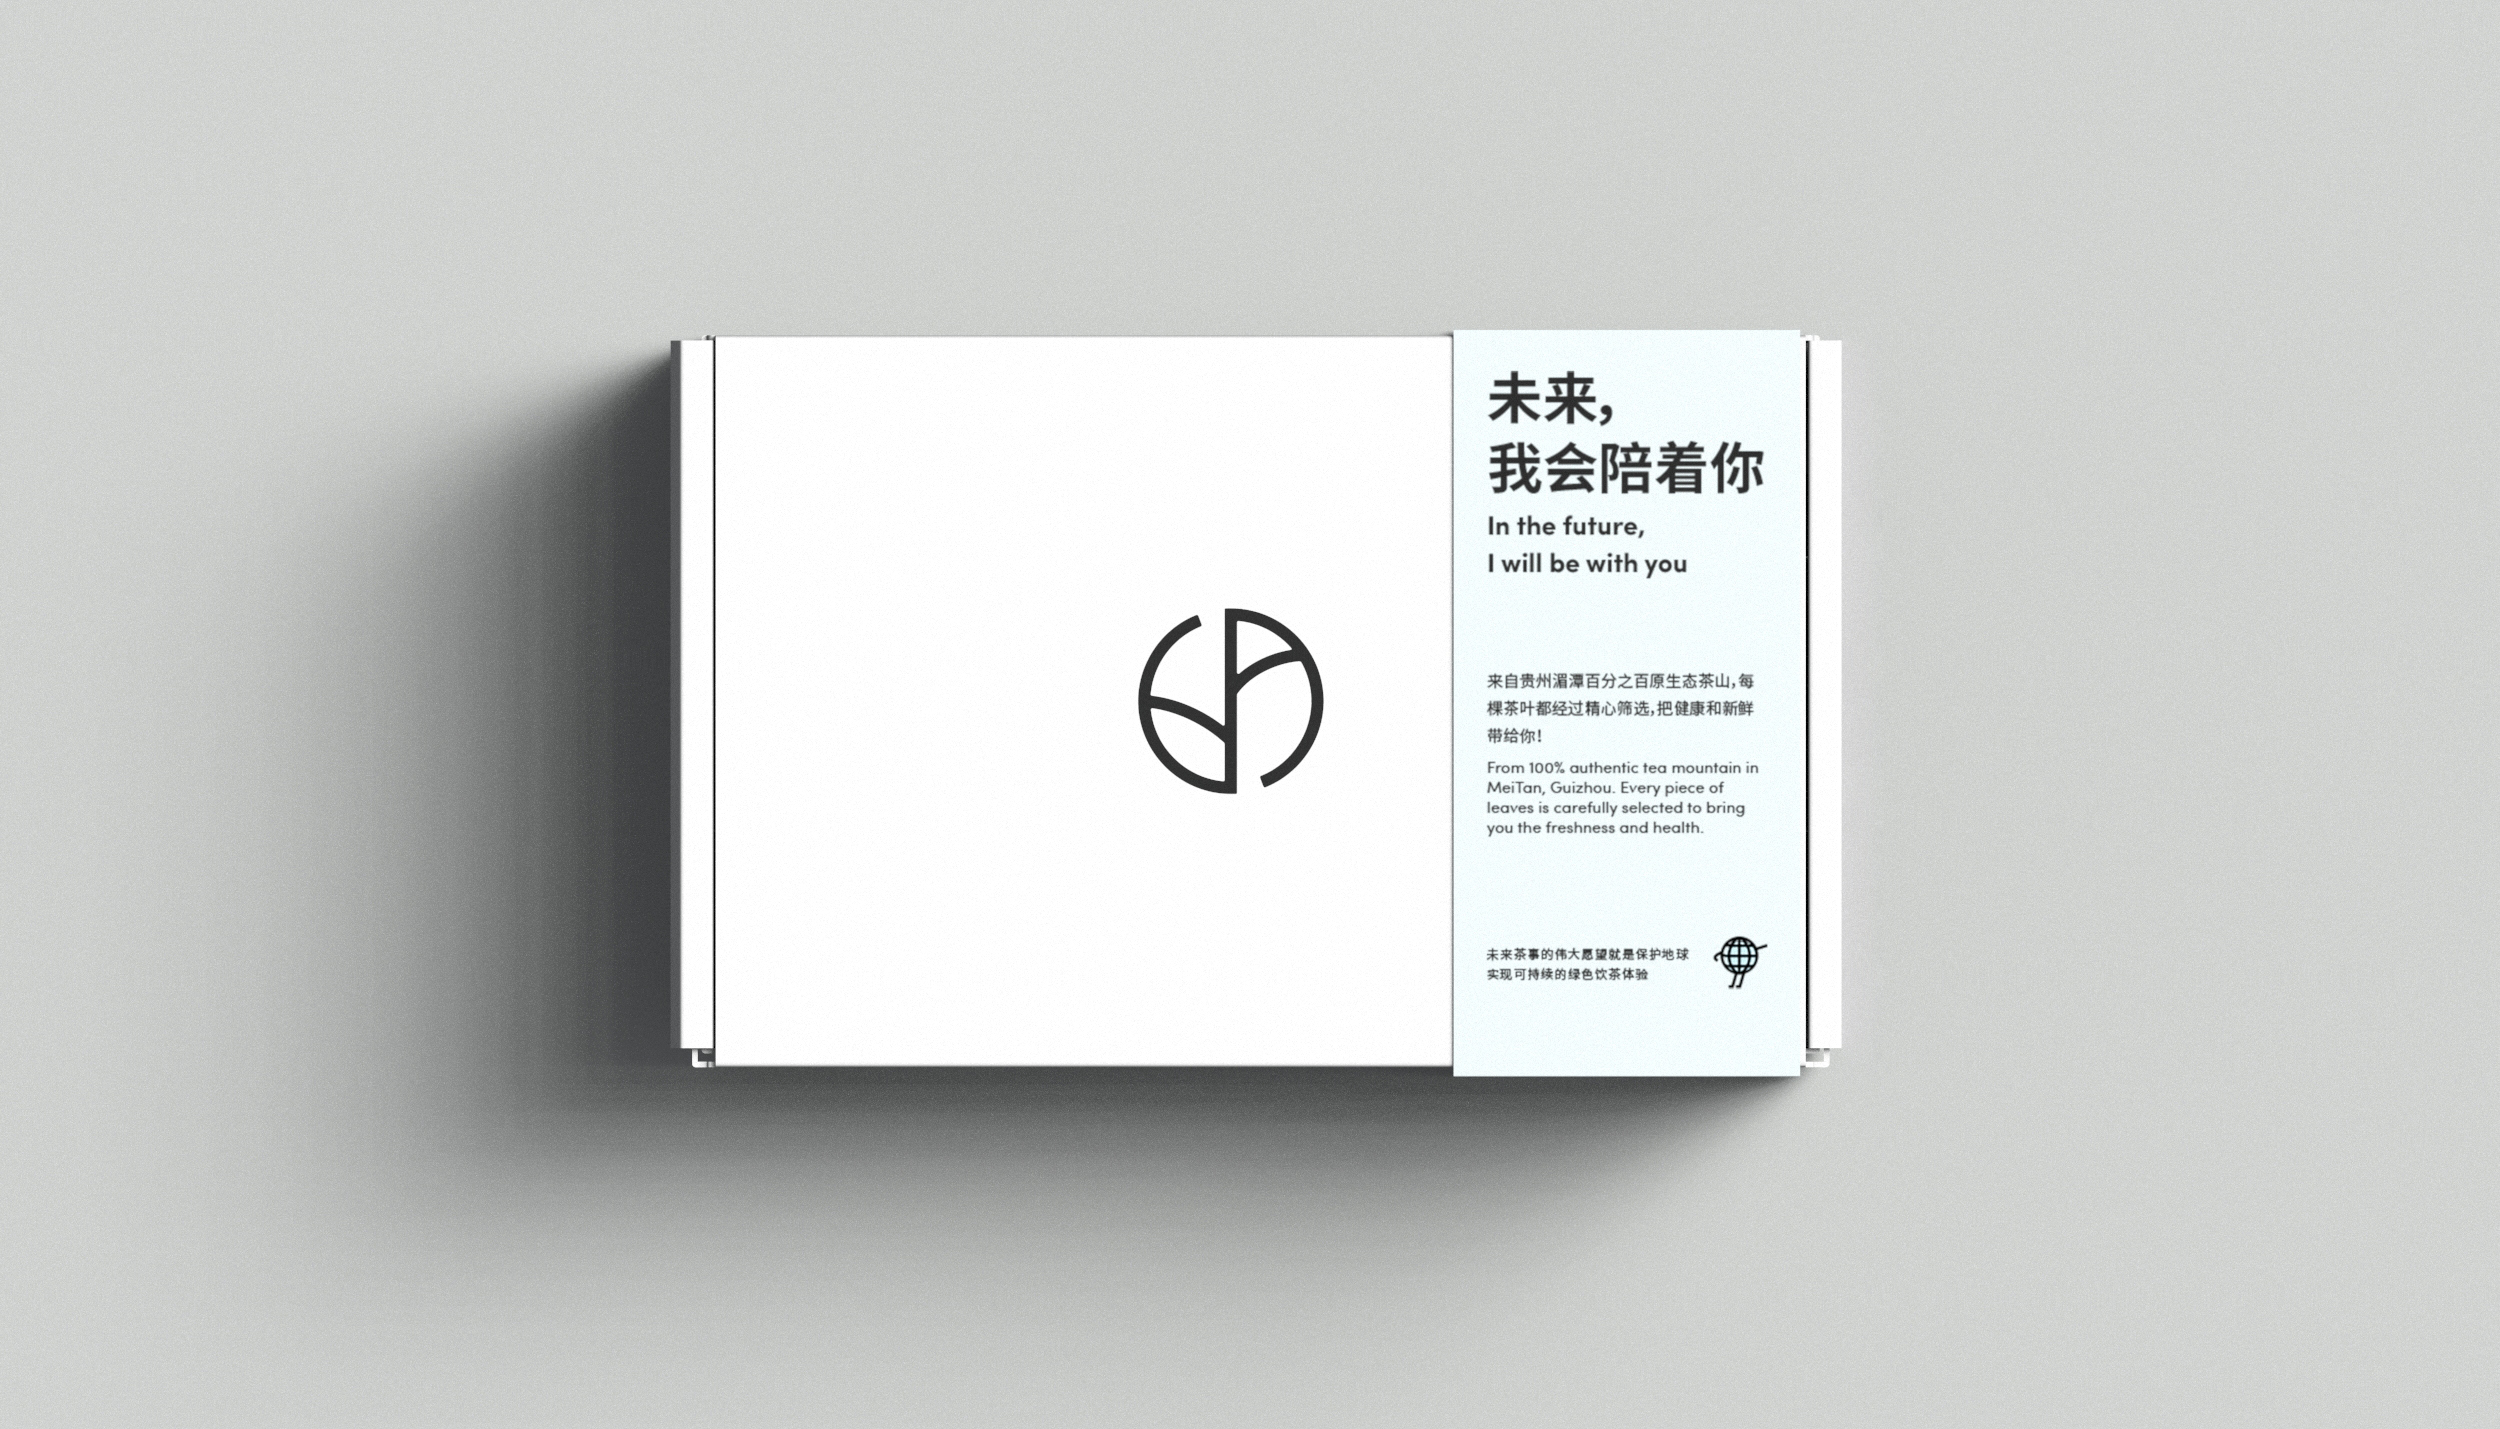 未来，
我会陪着你
In the future,
I will be with you
来自贵州湄潭百分之百原生态茶山，每
棵茶叶都经过精心筛选，把健康和新鲜
带给你！
From 100% authentic tea mountain in
MeiTan, Guizhou. Every piece of
leaves is carefully selected to bring
you the freshness and health.
未来茶事的伟大愿望就是保护地球
实现可持续的绿色饮茶体验